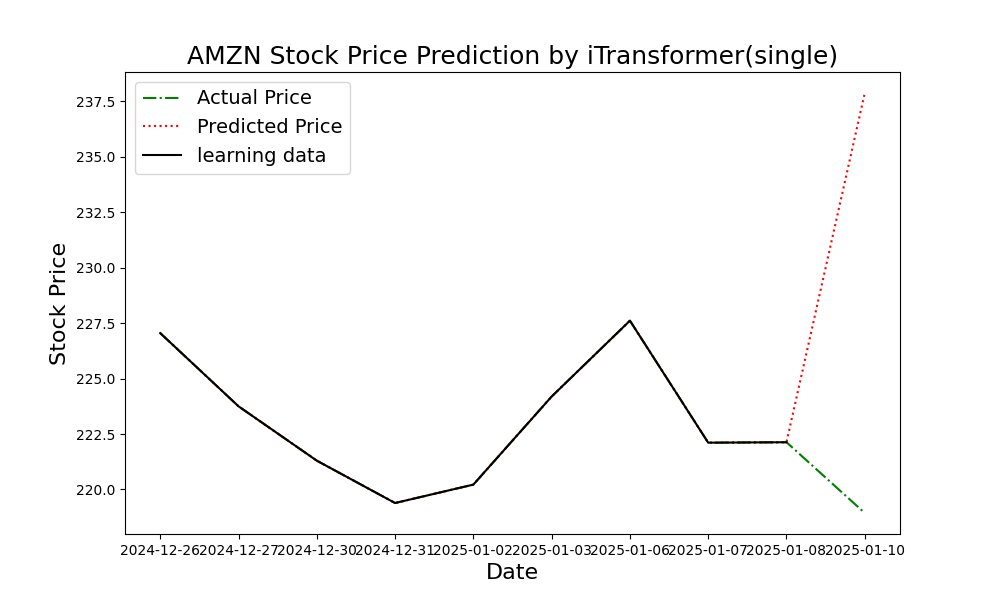 AMZN Stock Price Prediction by iTransformer(single)
Actual Price
Predicted Price
learning data
237.5
235.0
232.5
230.0
227.5
225.0
222.5
220.0
Stock Price
2024-12-26 2024-12-27 2024-12-30 2024-12-31 2025-01-02 2025-01-03 2025-01-06 2025-01-07 2025-01-08 2025-01-10
Date